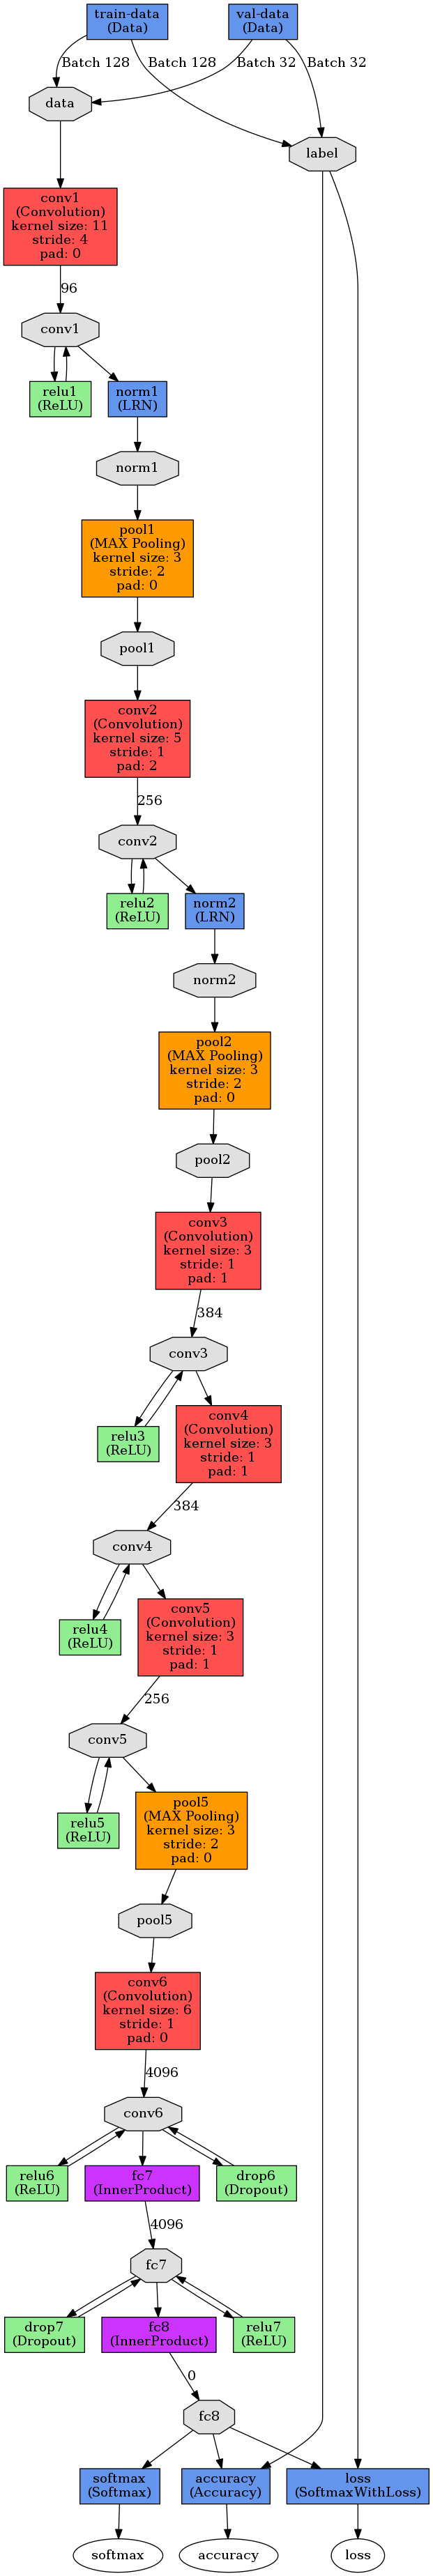 train-data
(Data)
val-data
(Data)
Batch 128
Batch 128
Batch 32
Batch 32
data
label
conv1
(Convolution)
kernel size: 11
stride: 4
pad: 0
96
conv1
relu1
(ReLU)
norm1
(LRN)
norm1
pool1
(MAX Pooling)
kernel size: 3
stride: 2
pad: 0
pool1
conv2
(Convolution)
kernel size: 5
stride: 1
pad: 2
256
conv2
relu2
(ReLU)
norm2
(LRN)
norm2
pool2
(MAX Pooling)
kernel size: 3
stride: 2
pad: 0
pool2
conv3
(Convolution)
kernel size: 3
stride: 1
pad: 1
384
conv3
relu3
(ReLU)
conv4
(Convolution)
kernel size: 3
stride: 1
pad: 1
384
conv4
relu4
(ReLU)
conv5
(Convolution)
kernel size: 3
stride: 1
pad: 1
256
conv5
relu5
(ReLU)
pool5
(MAX Pooling)
kernel size: 3
stride: 2
pad: 0
pool5
conv6
(Convolution)
kernel size: 6
stride: 1
pad: 0
4096
conv6
relu6
(ReLU)
fc7
(InnerProduct)
drop6
(Dropout)
4096
fc7
drop7
(Dropout)
fc8
(InnerProduct)
relu7
(ReLU)
0
fc8
softmax
(Softmax)
accuracy
(Accuracy)
loss
(SoftmaxWithLoss)
softmax
accuracy
loss